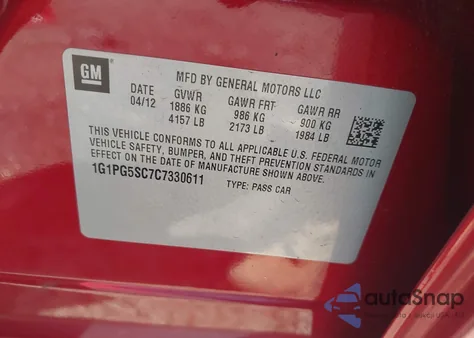 GM
MFD BY GENERAL MOTORS LLC
DATE GVWR GAWR FRT GAWR RR
04/12 1886 KG 986 KG 900 KG
4157 LB 2173 LB 1984 LB
THIS VEHICLE CONFORMS TO ALL APPLICABLE U.S. FEDERAL MOTOR
VEHICLE SAFETY, BUMPER, AND THEFT PREVENTION STANDARDS IN
EFFECT ON THE DATE OF MANUFACTURE SHOWN ABOVE.
1G1PG5SC7C7330611 TYPE: PASS CAR
autaSnap